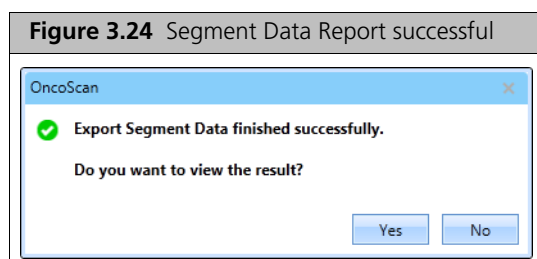 Figure 3.24 Segment Data Report successful
OncoScan
Export Segment Data finished successfully.
Do you want to view the result?
Yes No